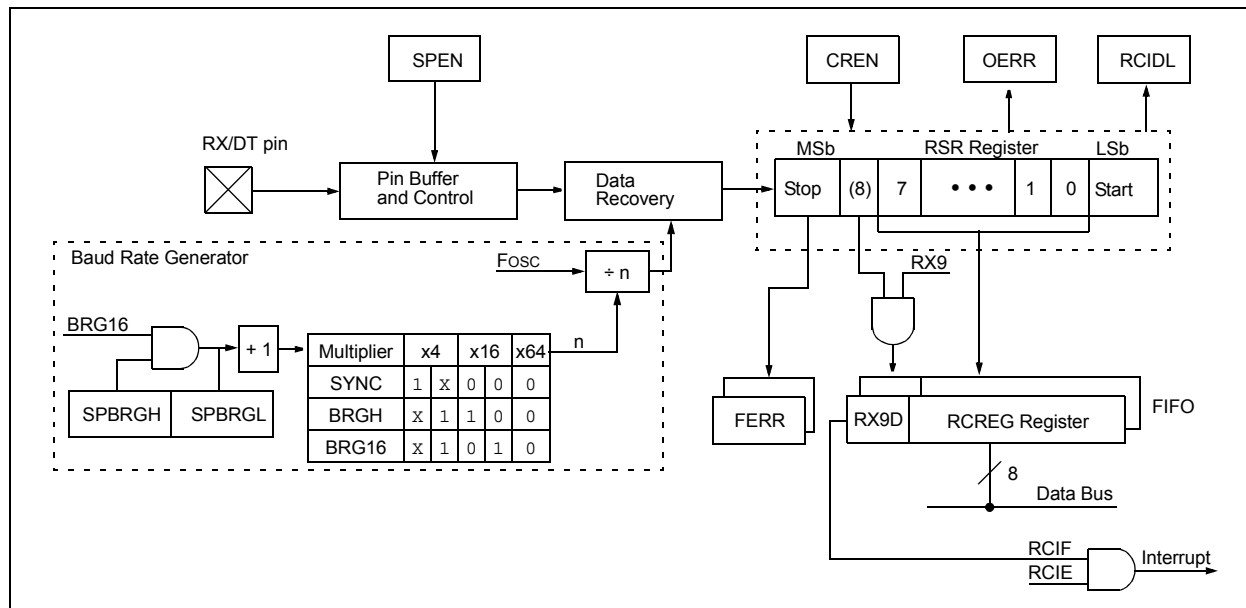 SPEN
CREN
OERR
RCIDL
RX/DT pin
Pin Buffer
and Control
Data
Recovery
MSb
RSR Register
LSb
Stop (8) 7 • • • 1 0 Start
Baud Rate Generator
FOSC
÷ n
RX9
BRG16
+ 1
n
SPBRGH SPBRGL
Multiplier x4 x16 x64
SYNC 1 X 0 0 0
BRGH X 1 1 0 0
BRG16 X 1 0 1 0
FERR
RX9D RCREG Register
FIFO
8
Data Bus
RCIF
RCIE
Interrupt